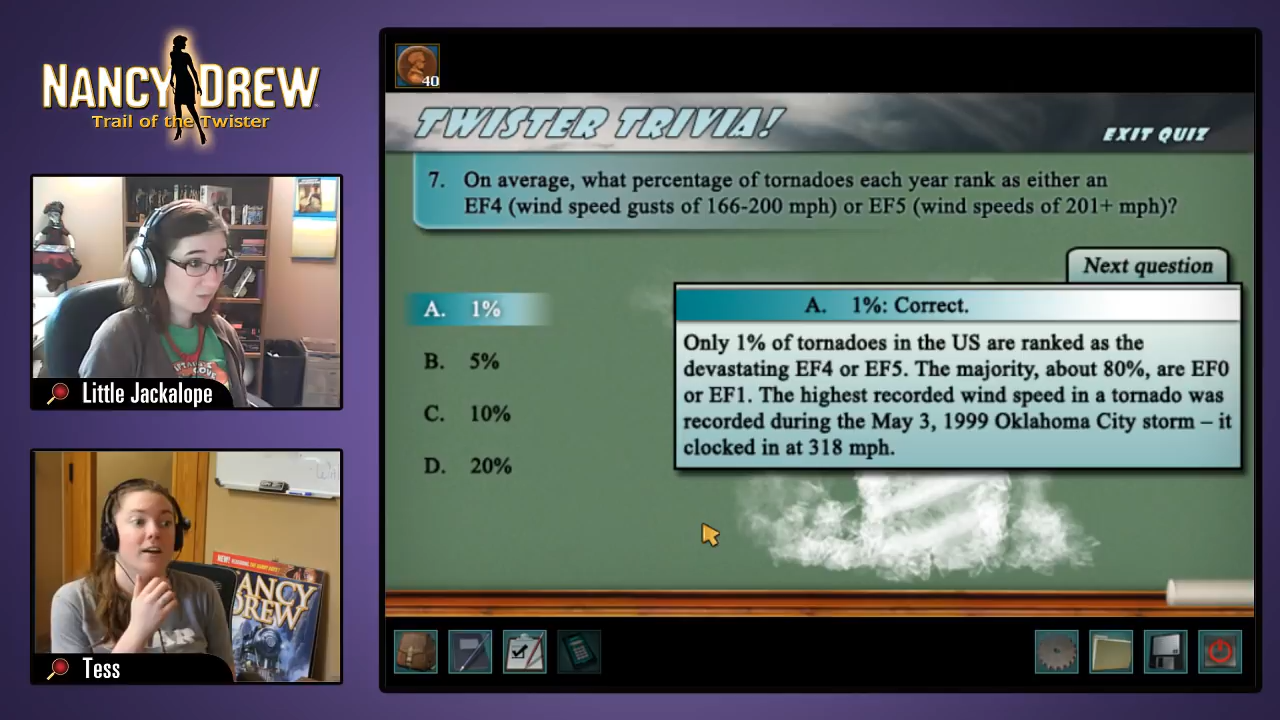 NANCY DREW
Trail of the Twister
40
TWISTER TRIVIA!
EXIT QUIZ
7. On average, what percentage of tornadoes each year rank as either an
EF4 (wind speed gusts of 166-200 mph) or EF5 (wind speeds of 201+ mph)?
Next question
A. 1%
B. 5%
C. 10%
D. 20%
A. 1%: Correct.
Only 1% of tornadoes in the US are ranked as the
devastating EF4 or EF5. The majority, about 80%, are EF0
or EF1. The highest recorded wind speed in a tornado was
recorded during the May 3, 1999 Oklahoma City storm – it
clocked in at 318 mph.
Little Jackalope
NEW!
NANCY
DREW
Tess